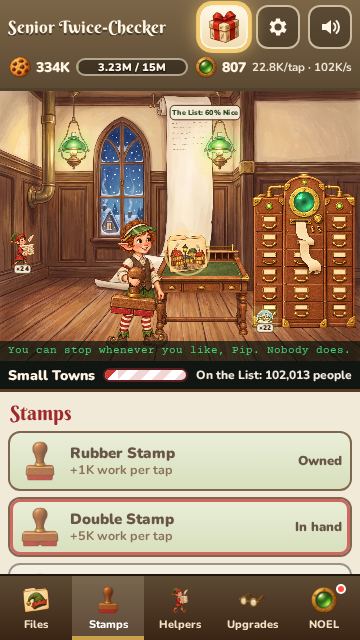 Senior Twice-Checker
334K
3.23M / 15M
807
22.8K/tap · 102K/s
The List: 60% Nice
×24
×22
You can stop whenever you like, Pip. Nobody does.
Small Towns
On the List: 102,013 people
Stamps
Rubber Stamp
+1K work per tap
Owned
Double Stamp
+5K work per tap
In hand
Files
Stamps
Helpers
Upgrades
NOEL